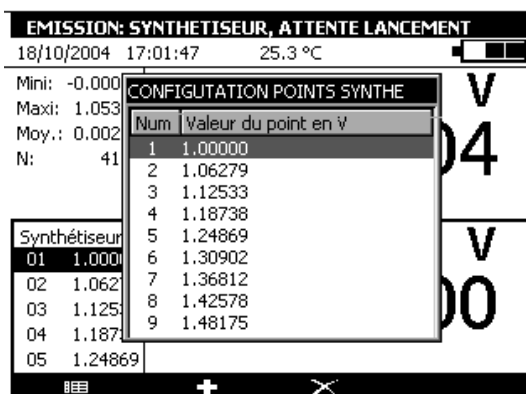 EMISSION: SYNTHETISEUR, ATTENTE LANCEMENT
18/10/2004 17:01:47 25.3 °C
Mini: -0.000
Maxi: 1.053
Moy.: 0.002
N: 41
V
04
CONFIGUTATION POINTS SYNTHE
Num Valeur du point en V
1 1.00000
2 1.06279
3 1.12533
4 1.18738
5 1.24869
6 1.30902
7 1.36812
8 1.42578
9 1.48175
Synthétiseur
01 1.000
02 1.062
03 1.125
04 1.187
05 1.24869
V
00